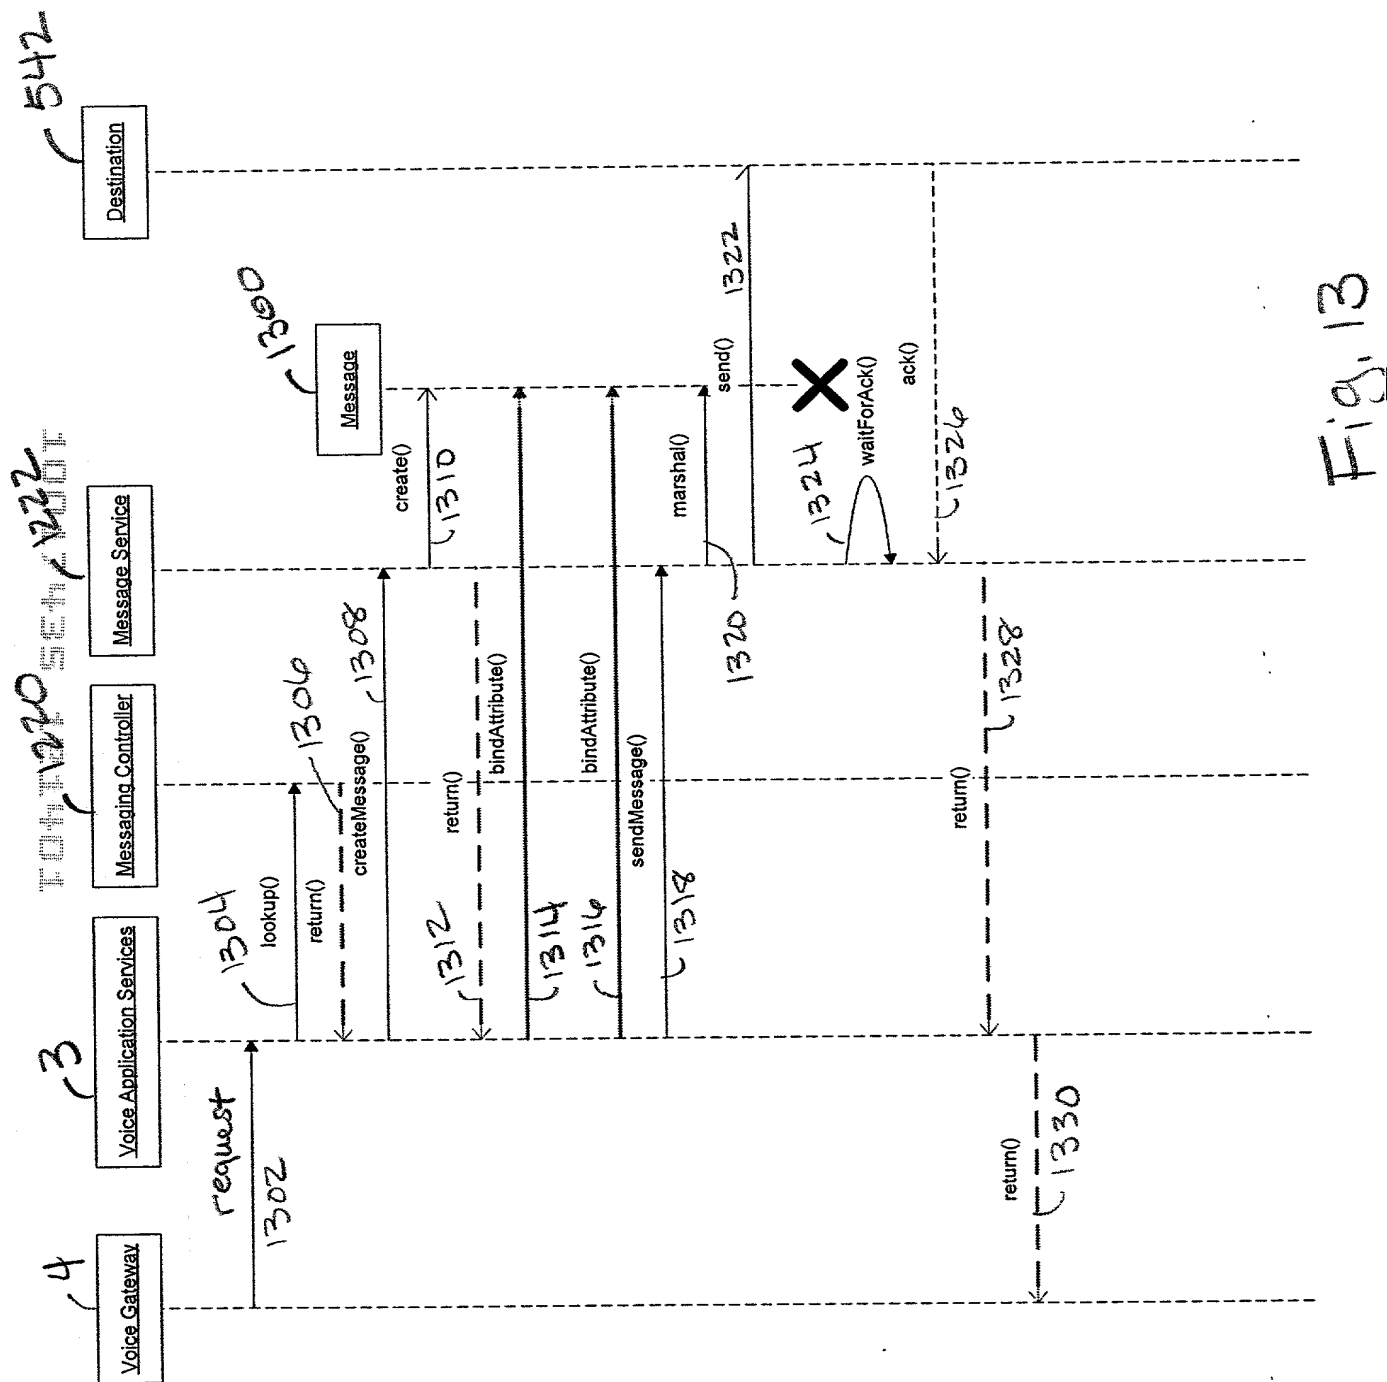 4
Voice Gateway
3
Voice Application Services
1220
Messaging Controller
1222
Message Service
1300
Message
542
Destination
request
1302
1304
lookup()
return()
1306
createMessage()
1308
create()
1310
return()
1312
bindAttribute()
1314
bindAttribute()
1316
sendMessage()
1318
marshal()
1320
send()
1322
1324
waitForAck()
ack()
1326
return()
1328
return()
1330
Fig. 13